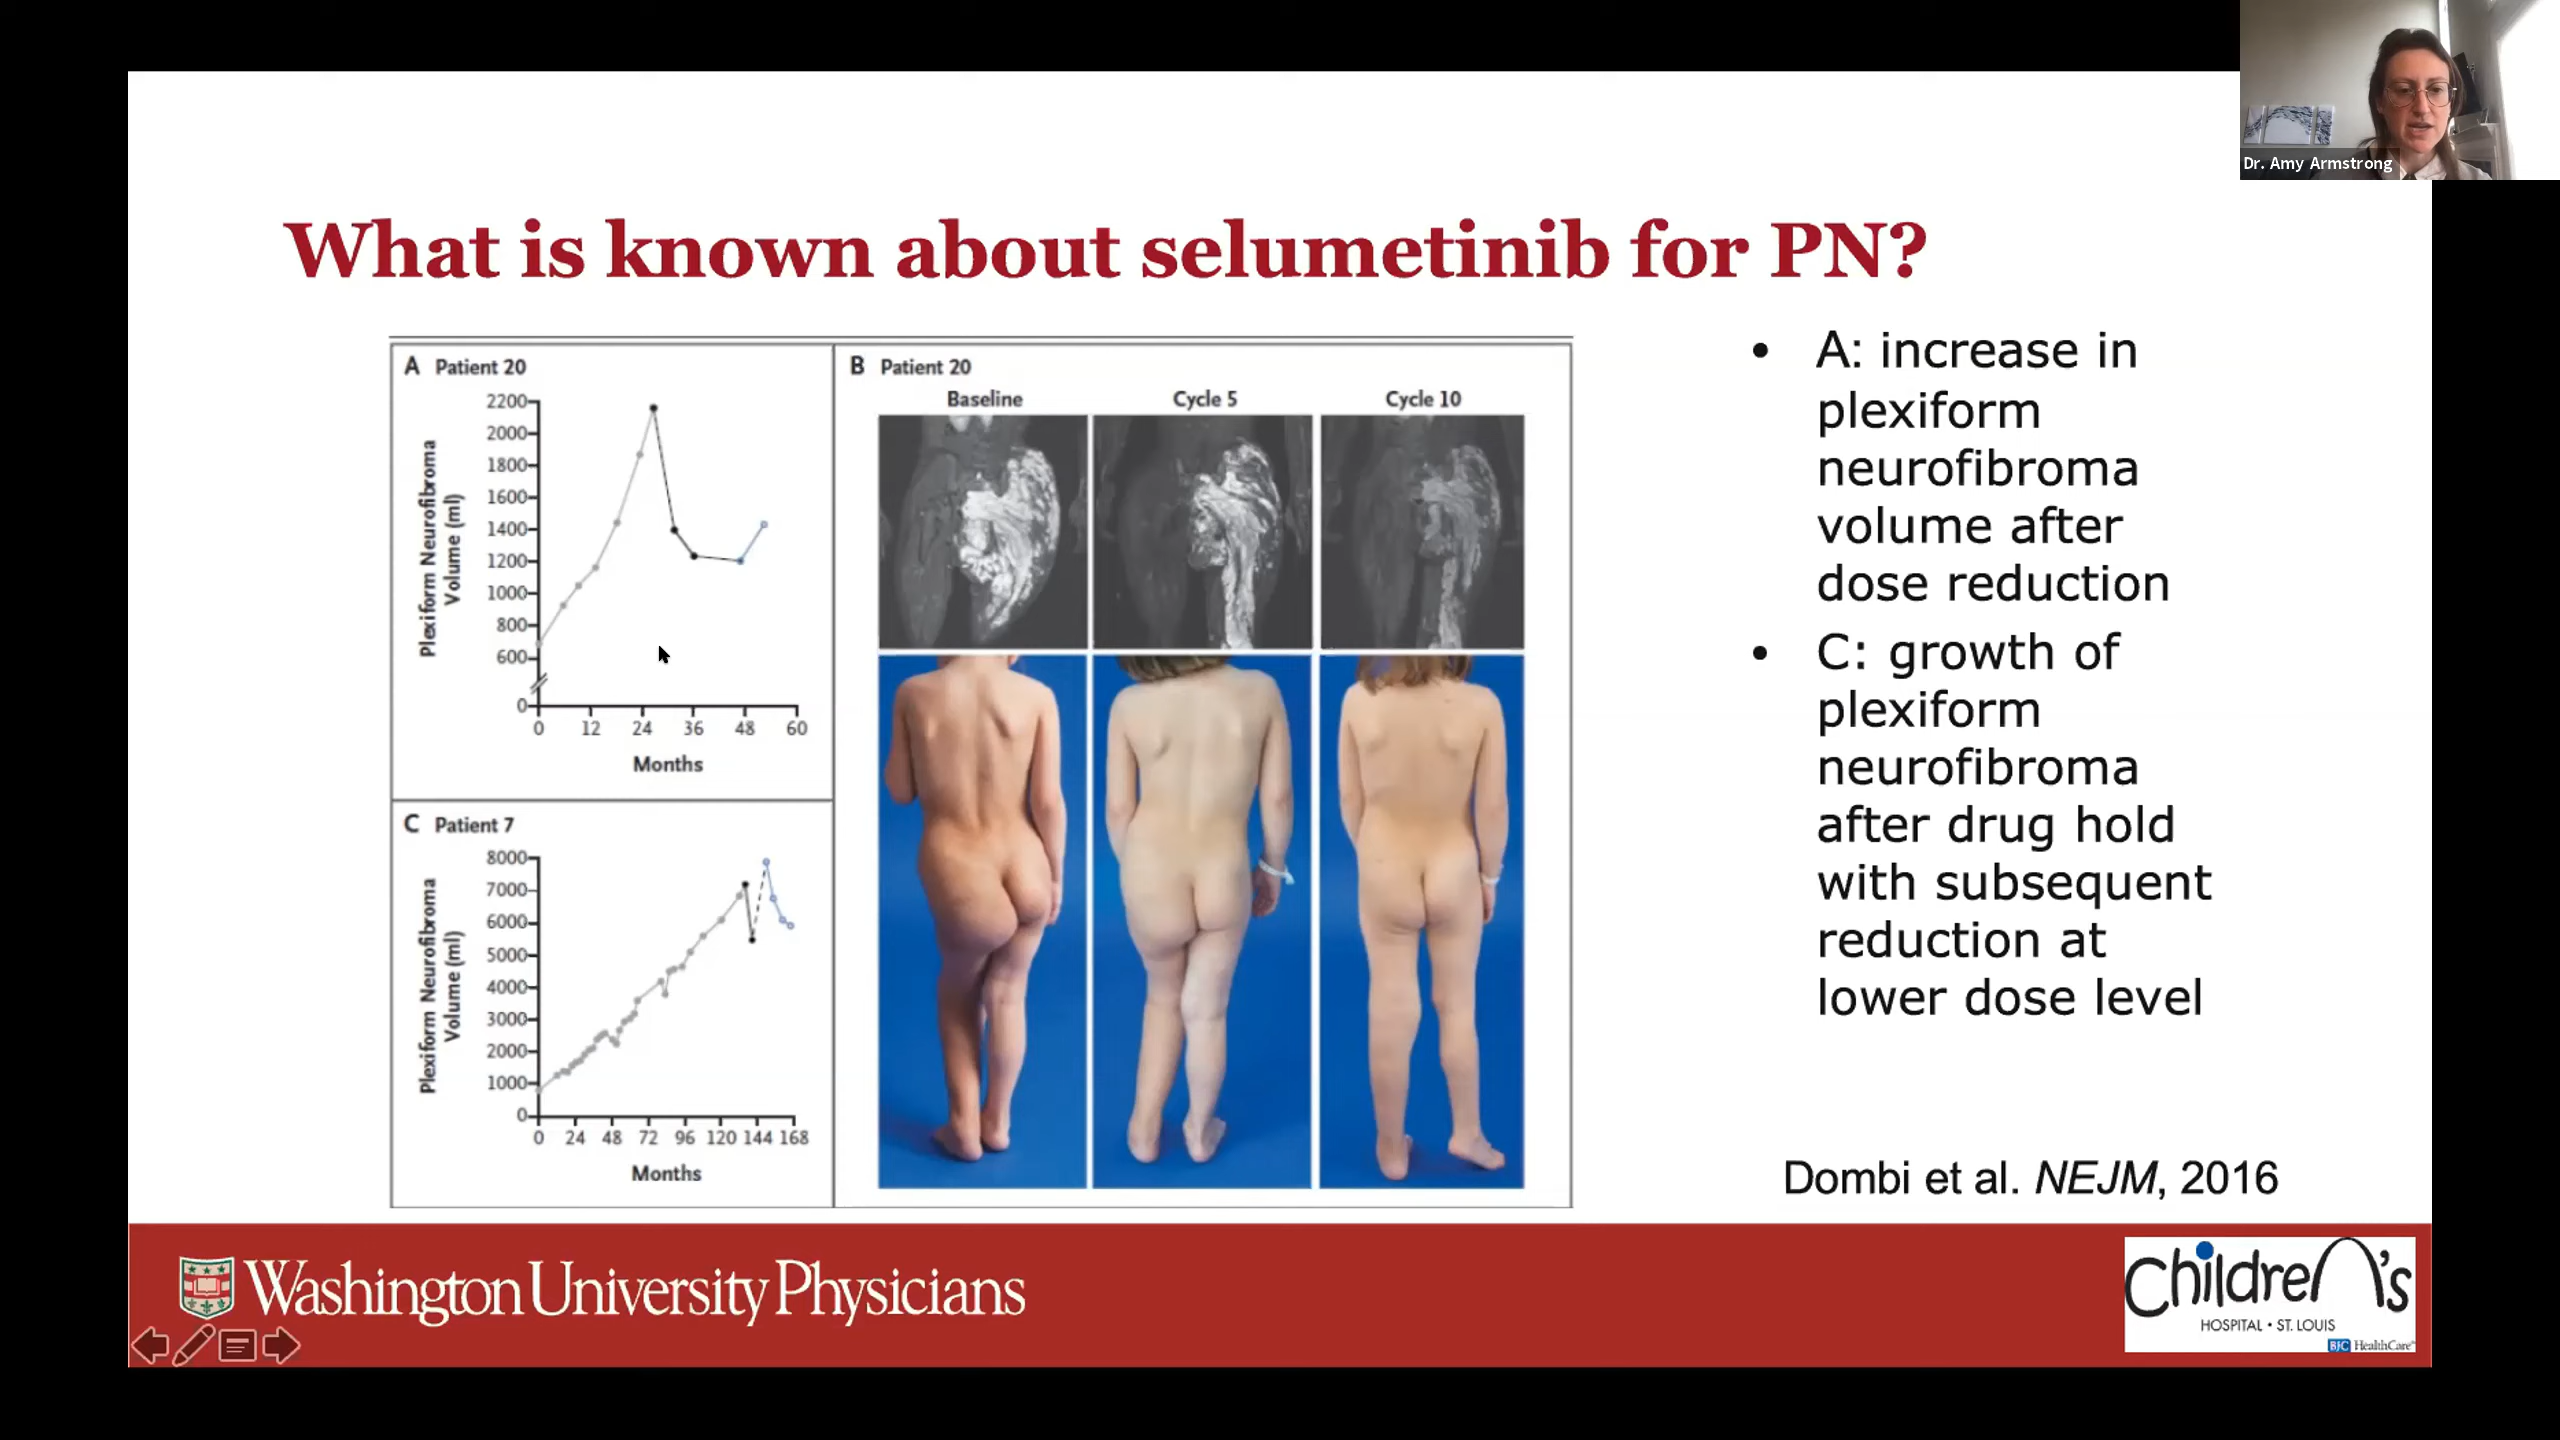 Dr. Amy Armstrong
What is known about selumetinib for PN?
A Patient 20
Plexiform Neurofibroma
Volume (ml)
2200
2000
1800
1600
1400
1200
1000
800
600
0
0 12 24 36 48 60
Months
B Patient 20
Baseline Cycle 5 Cycle 10
C Patient 7
Plexiform Neurofibroma
Volume (ml)
8000
7000
6000
5000
4000
3000
2000
1000
0
0 24 48 72 96 120 144 168
Months
• A: increase in
plexiform
neurofibroma
volume after
dose reduction
• C: growth of
plexiform
neurofibroma
after drug hold
with subsequent
reduction at
lower dose level
Dombi et al. NEJM, 2016
Washington University Physicians
Children's
HOSPITAL • ST. LOUIS
BJC HealthCare